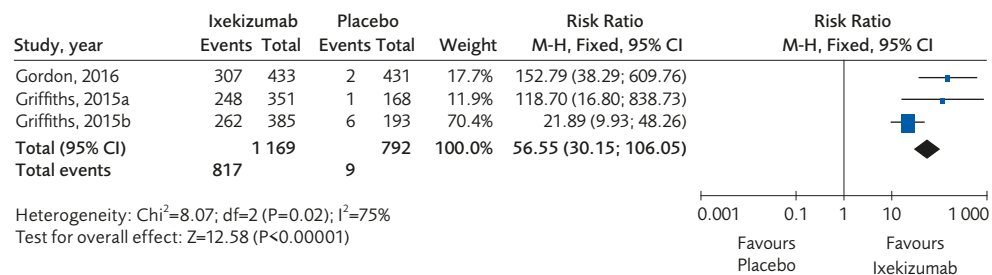 Ixekizumab Placebo Risk Ratio Risk Ratio
Study, year Events Total Events Total Weight M-H, Fixed, 95% CI M-H, Fixed, 95% CI
Gordon, 2016 307 433 2 431 17.7% 152.79 (38.29; 609.76)
Griffiths, 2015a 248 351 1 168 11.9% 118.70 (16.80; 838.73)
Griffiths, 2015b 262 385 6 193 70.4% 21.89 (9.93; 48.26)
Total (95% CI) 1 169 792 100.0% 56.55 (30.15; 106.05)
Total events 817 9
Heterogeneity: Chi²=8.07; df=2 (P=0.02); I²=75%
Test for overall effect: Z=12.58 (P<0.00001)
0.001 0.1 1 10 1 000
Favours Favours
Placebo Ixekizumab